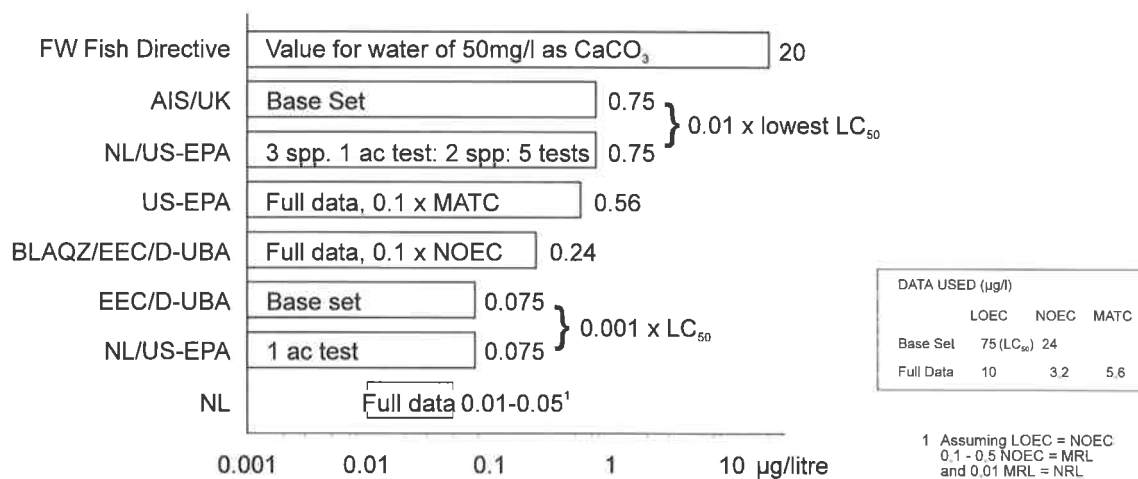 FW Fish Directive Value for water of 50mg/l as CaCO₃ 20
AIS/UK Base Set 0.75
0.01 x lowest LC₅₀
NL/US-EPA 3 spp. 1 ac test: 2 spp: 5 tests 0.75
US-EPA Full data, 0.1 x MATC 0.56
BLAQZ/EEC/D-UBA Full data, 0.1 x NOEC 0.24
EEC/D-UBA Base set 0.075
0.001 x LC₅₀
NL/US-EPA 1 ac test 0.075
NL Full data 0.01-0.05¹
0.001 0.01 0.1 1 10 µg/litre
DATA USED (µg/l)
LOEC NOEC MATC
Base Set 75 (LC₅₀) 24
Full Data 10 3.2 5.6
1 Assuming LOEC = NOEC
0.1 - 0.5 NOEC = MRL
and 0.01 MRL = NRL